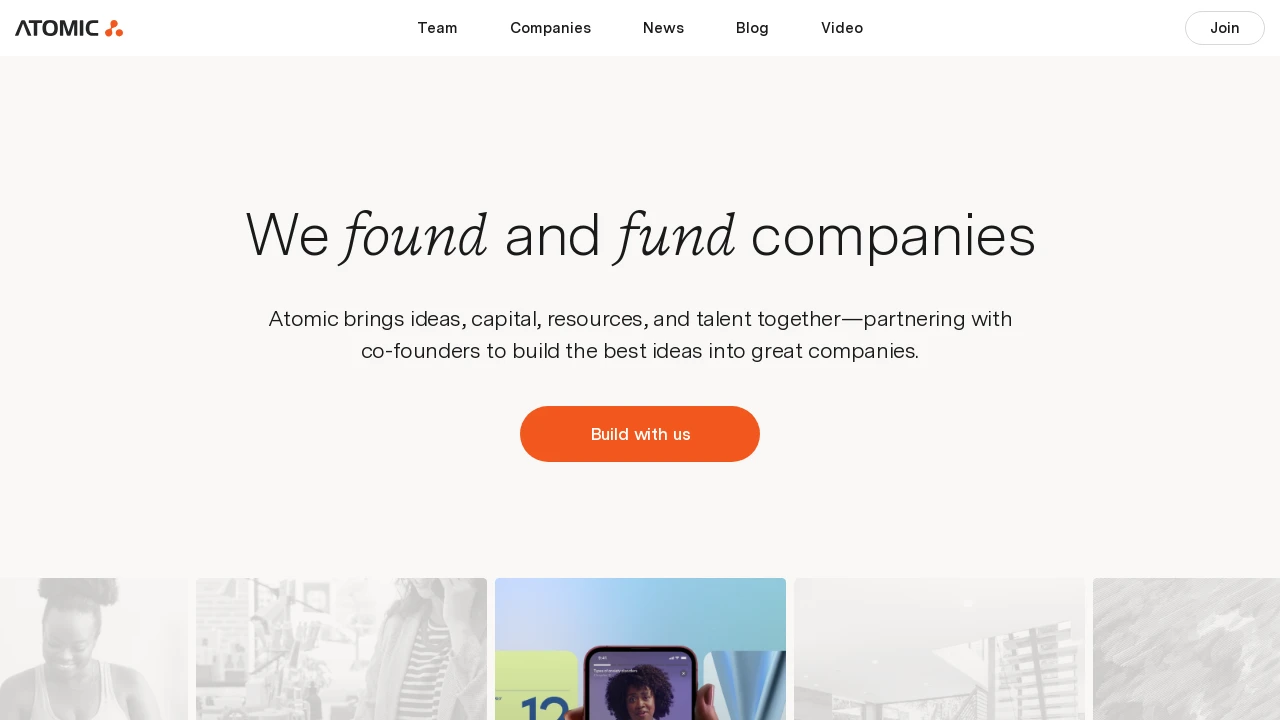 ATOMIC
Team
Companies
News
Blog
Video
Join
We found and fund companies
Atomic brings ideas, capital, resources, and talent together—partnering with
co-founders to build the best ideas into great companies.
Build with us
12